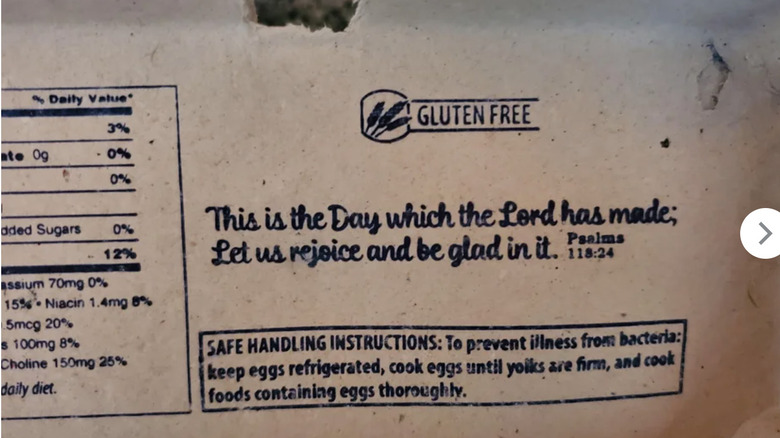 % Daily Value*
3%
ate 0g 0%
0%
dded Sugars 0%
12%
assium 70mg 0%
15% • Niacin 1.4mg 8%
.5mcg 20%
s 100mg 8%
Choline 150mg 25%
daily diet.
GLUTEN FREE
This is the Day which the Lord has made;
Let us rejoice and be glad in it. Psalms 118:24
SAFE HANDLING INSTRUCTIONS: To prevent illness from bacteria:
keep eggs refrigerated, cook eggs until yolks are firm, and cook
foods containing eggs thoroughly.